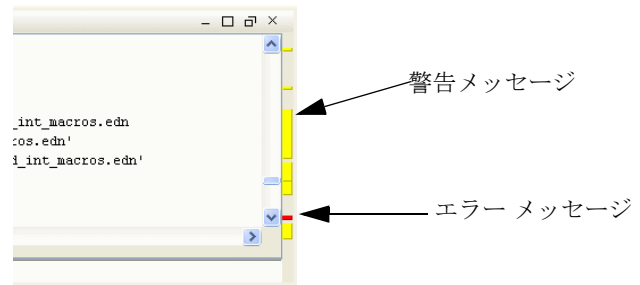 _int_macros.edn
ros.edn'
d_int_macros.edn'
警告メッセージ
エラー メッセージ